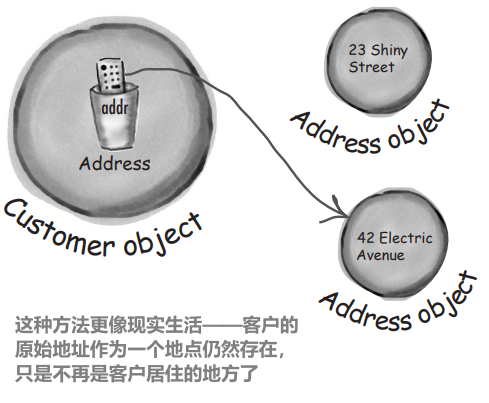 addr
Address
Customer object
23 Shiny
Street
Address object
42 Electric
Avenue
Address object
这种方法更像现实生活——客户的
原始地址作为一个地点仍然存在，
只是不再是客户居住的地方了